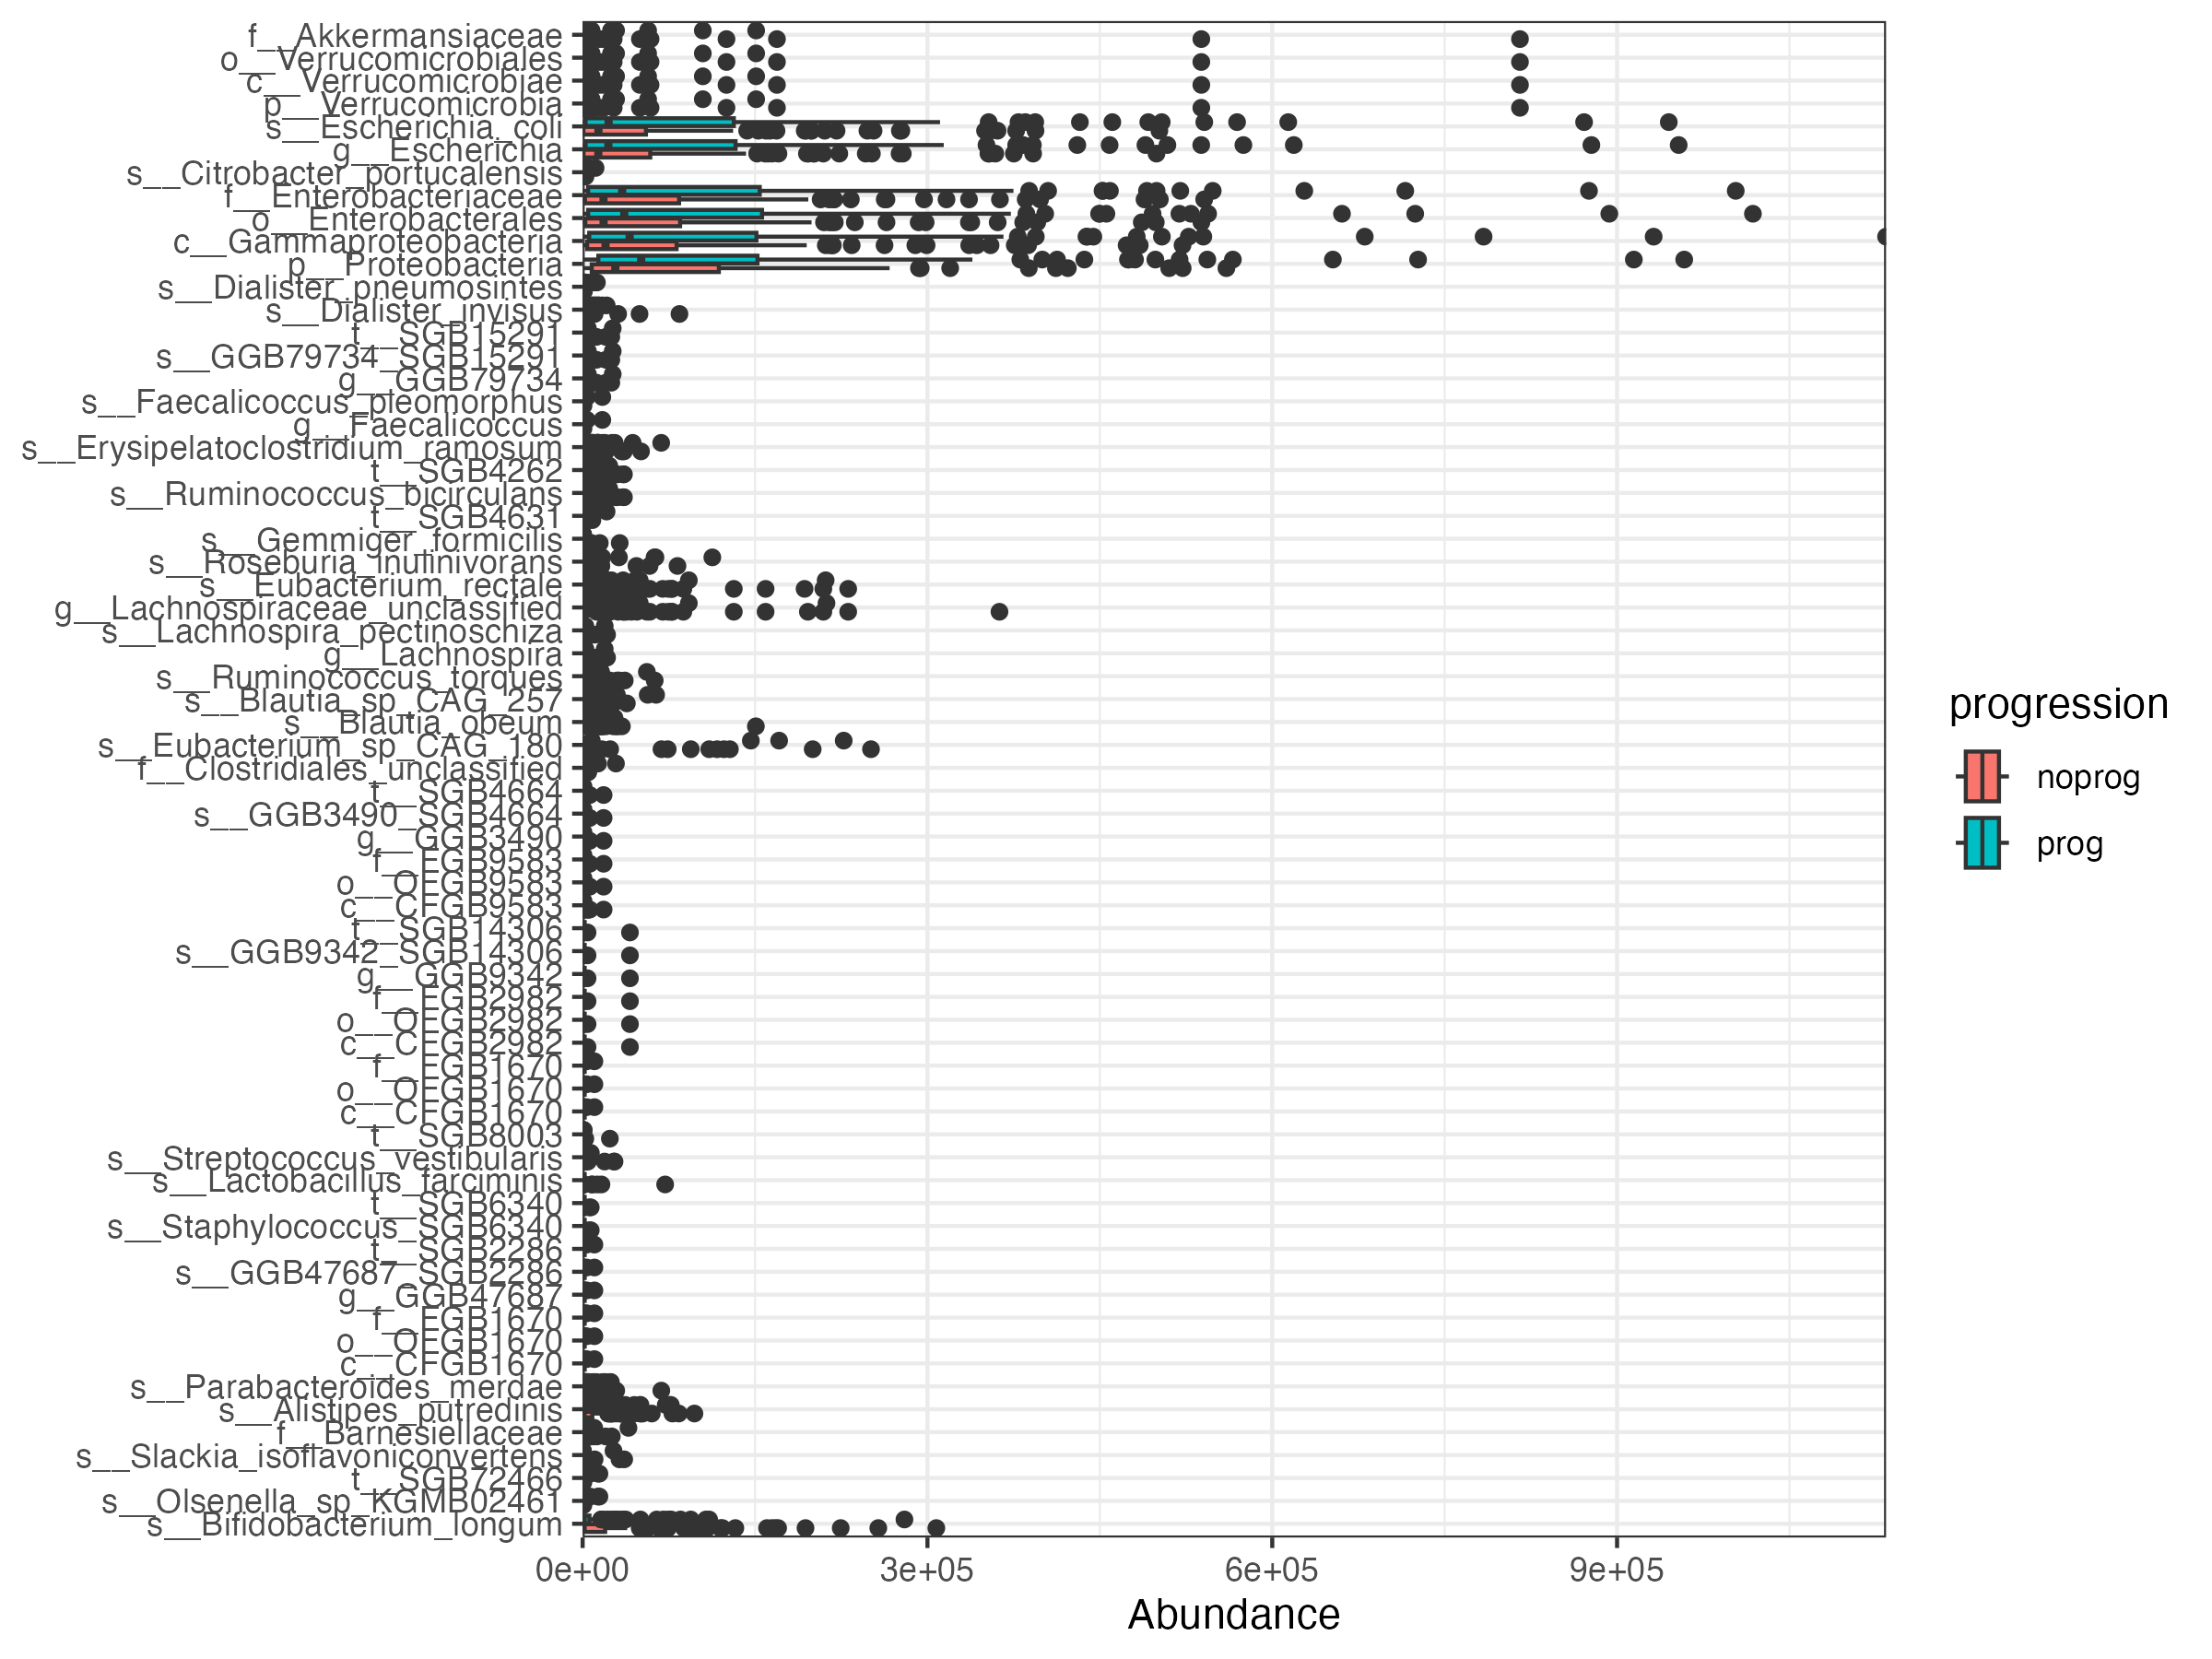 f__Akkermansiaceae
o__Verrucomicrobiales
c__Verrucomicrobiae
p__Verrucomicrobia
s__Escherichia_coli
g__Escherichia
s__Citrobacter_portucalensis
f__Enterobacteriaceae
o__Enterobacterales
c__Gammaproteobacteria
p__Proteobacteria
s__Dialister_pneumosintes
s__Dialister_invisus
t__SGB15291
s__GGB79734_SGB15291
g__GGB79734
s__Faecalicoccus_pleomorphus
g__Faecalicoccus
s__Erysipelatoclostridium_ramosum
t__SGB4262
s__Ruminococcus_bicirculans
t__SGB4631
s__Gemmiger_formicilis
s__Roseburia_inulinivorans
s__Eubacterium_rectale
g__Lachnospiraceae_unclassified
s__Lachnospira_pectinoschiza
g__Lachnospira
s__Ruminococcus_torques
s__Blautia_sp_CAG_257
s__Blautia_obeum
s__Eubacterium_sp_CAG_180
f__Clostridiales_unclassified
t__SGB4664
s__GGB3490_SGB4664
g__GGB3490
f__FGB9583
o__OFGB9583
c__CFGB9583
t__SGB14306
s__GGB9342_SGB14306
g__GGB9342
f__FGB2982
o__OFGB2982
c__CFGB2982
f__FGB1670
o__OFGB1670
c__CFGB1670
t__SGB8003
s__Streptococcus_vestibularis
s__Lactobacillus_farciminis
t__SGB6340
s__Staphylococcus_SGB6340
t__SGB2286
s__GGB47687_SGB2286
g__GGB47687
f__FGB1670
o__OFGB1670
c__CFGB1670
s__Parabacteroides_merdae
s__Alistipes_putredinis
f__Barnesiellaceae
s__Slackia_isoflavoniconvertens
t__SGB72466
s__Olsenella_sp_KGMB02461
s__Bifidobacterium_longum
0e+00 3e+05 6e+05 9e+05
Abundance
progression
noprog
prog